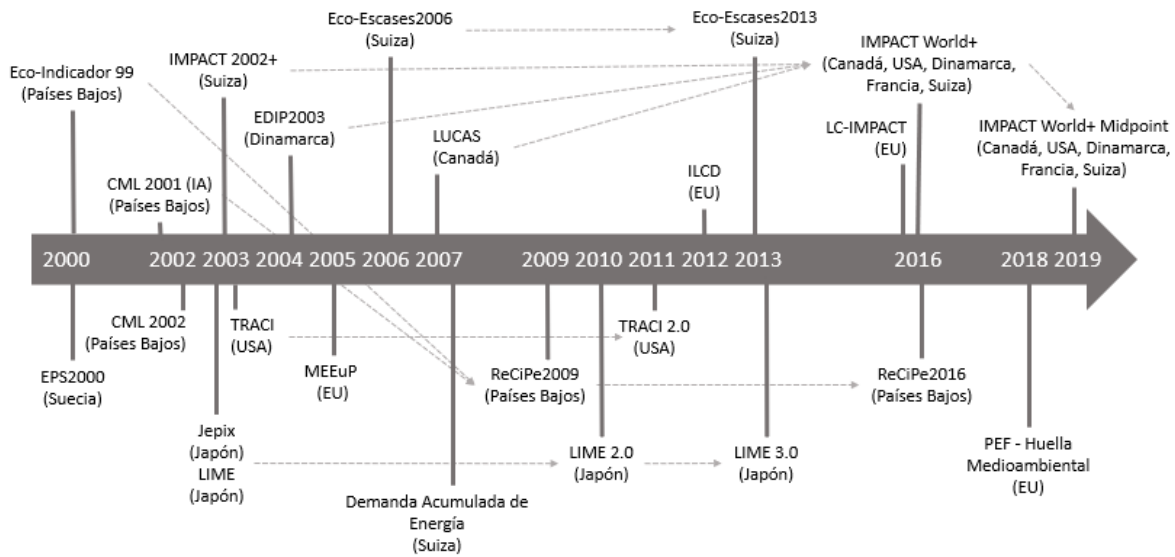 Eco-Escases2006
(Suiza)
Eco-Escases2013
(Suiza)
IMPACT World+
(Canadá, USA, Dinamarca,
Francia, Suiza)
Eco-Indicador 99
(Países Bajos)
IMPACT 2002+
(Suiza)
EDIP2003
(Dinamarca)
LUCAS
(Canadá)
LC-IMPACT
(EU)
IMPACT World+ Midpoint
(Canadá, USA, Dinamarca,
Francia, Suiza)
CML 2001 (IA)
(Países Bajos)
ILCD
(EU)
2000 2002 2003 2004 2005 2006 2007 2009 2010 2011 2012 2013 2016 2018 2019
CML 2002
(Países Bajos)
TRACI
(USA)
TRACI 2.0
(USA)
EPS2000
(Suecia)
MEEuP
(EU)
ReCiPe2009
(Países Bajos)
ReCiPe2016
(Países Bajos)
Jepix
(Japón)
LIME
(Japón)
LIME 2.0
(Japón)
LIME 3.0
(Japón)
PEF - Huella
Medioambiental
(EU)
Demanda Acumulada de
Energía
(Suiza)